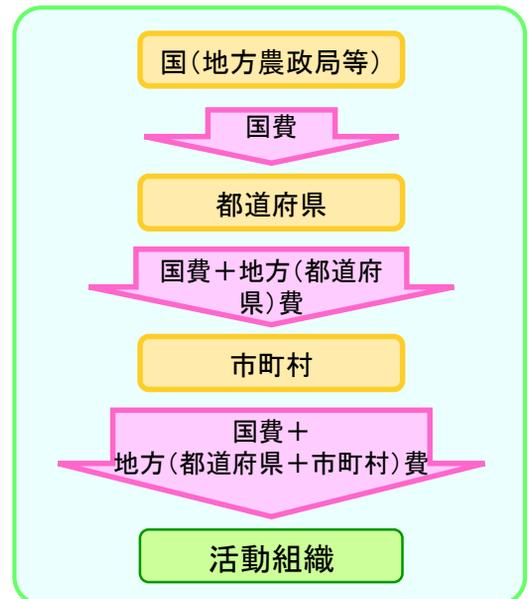 国（地方農政局等）
国費
都道府県
国費＋地方（都道府
県）費
市町村
国費＋
地方（都道府県＋市町村）費
活動組織